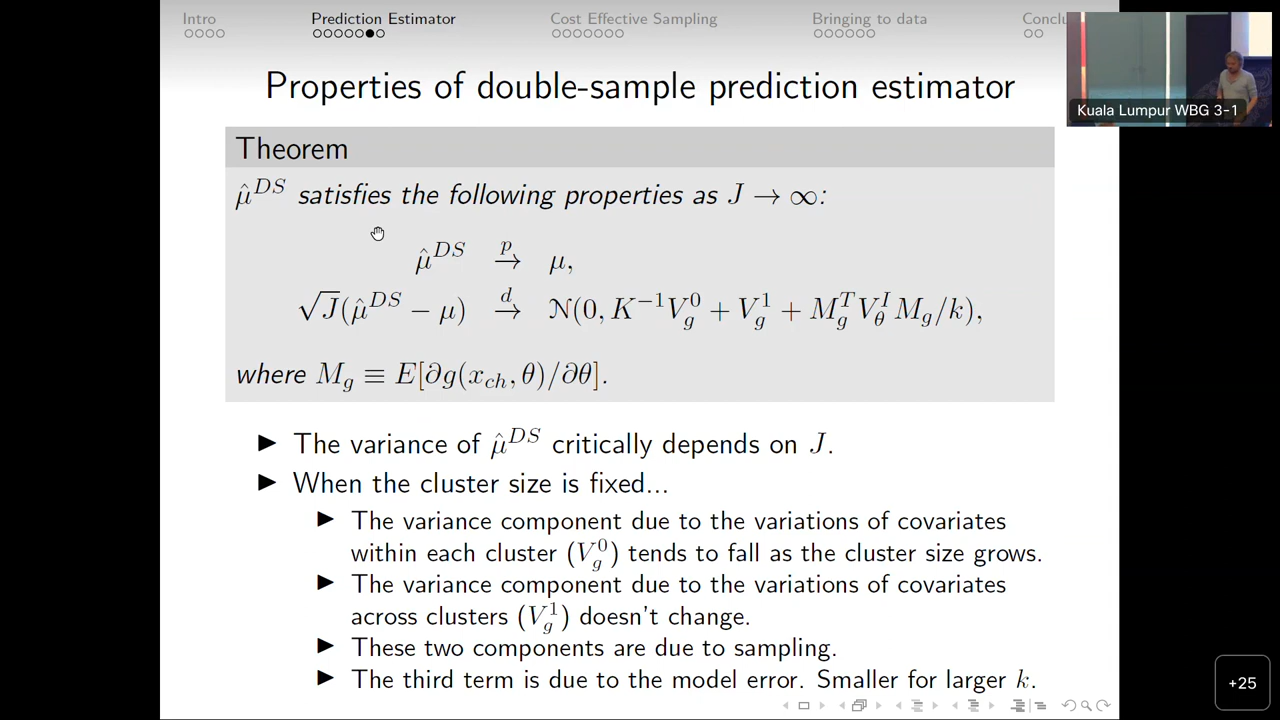 Intro Prediction Estimator Cost Effective Sampling Bringing to data Conclu
Properties of double-sample prediction estimator
Kuala Lumpur WBG 3-1
Theorem
μ̂^DS satisfies the following properties as J → ∞:
μ̂^DS →^p μ,
√J(μ̂^DS − μ) →^d N(0, K^−1 V_g^0 + V_g^1 + M_g^T V_θ^I M_g/k),
where M_g ≡ E[∂g(x_ch, θ)/∂θ].
▶ The variance of μ̂^DS critically depends on J.
▶ When the cluster size is fixed...
▶ The variance component due to the variations of covariates
within each cluster (V_g^0) tends to fall as the cluster size grows.
▶ The variance component due to the variations of covariates
across clusters (V_g^1) doesn't change.
▶ These two components are due to sampling.
▶ The third term is due to the model error. Smaller for larger k.
+25